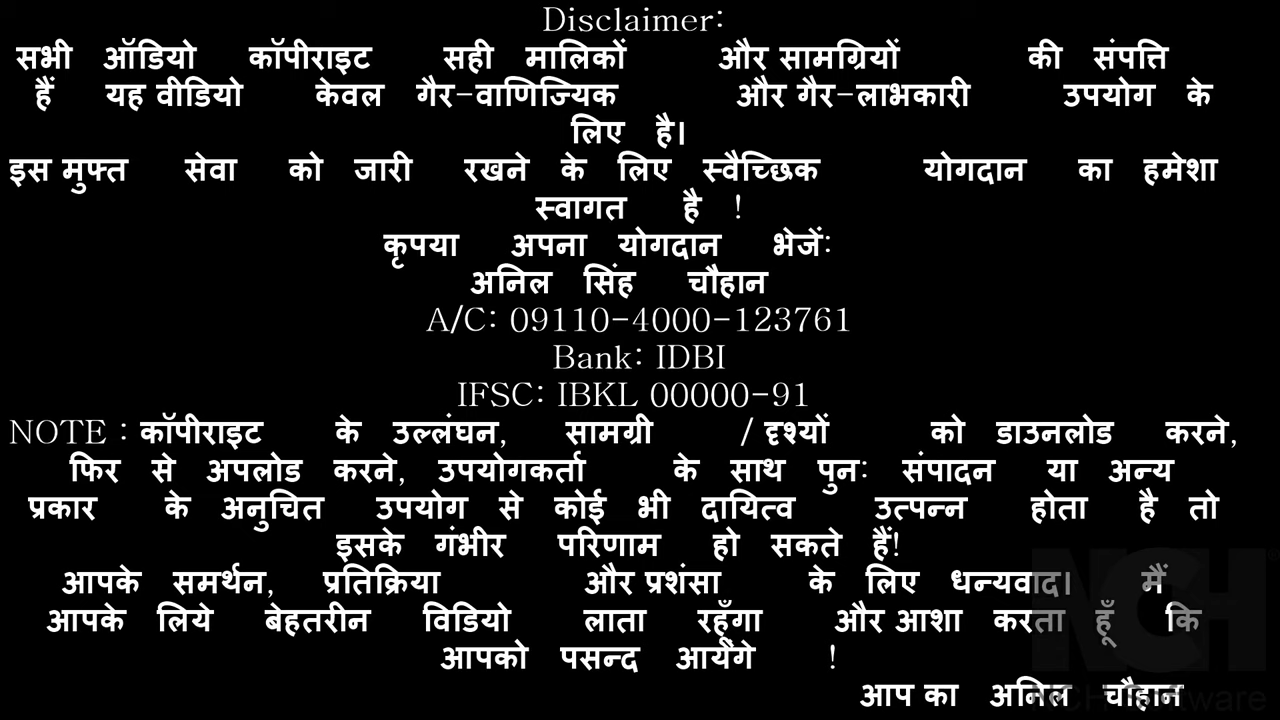 Disclaimer:
सभी ऑडियो कॉपीराइट सही मालिकों और सामग्रियों की संपत्ति
हैं यह वीडियो केवल गैर-वाणिज्यिक और गैर-लाभकारी उपयोग के
लिए है।
इस मुफ्त सेवा को जारी रखने के लिए स्वैच्छिक योगदान का हमेशा
स्वागत है !
कृपया अपना योगदान भेजें:
अनिल सिंह चौहान
A/C: 09110-4000-123761
Bank: IDBI
IFSC: IBKL 00000-91
NOTE : कॉपीराइट के उल्लंघन, सामग्री / दृश्यों को डाउनलोड करने,
फिर से अपलोड करने, उपयोगकर्ता के साथ पुन: संपादन या अन्य
प्रकार के अनुचित उपयोग से कोई भी दायित्व उत्पन्न होता है तो
इसके गंभीर परिणाम हो सकते हैं!
आपके समर्थन, प्रतिक्रिया और प्रशंसा के लिए धन्यवाद। मैं
आपके लिये बेहतरीन विडियो लाता रहूँगा और आशा करता हूँ कि
आपको पसन्द आयेंगे !
आप का अनिल चौहान
NCH
NCH Software